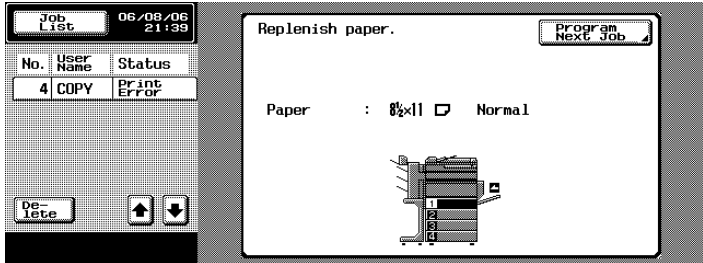 Job
List
06/08/06
21:39
No. User
Name Status
4 COPY Print
Error
De-
lete
Replenish paper.
Program
Next Job
Paper : 8½×11 Normal
1
2
3
4